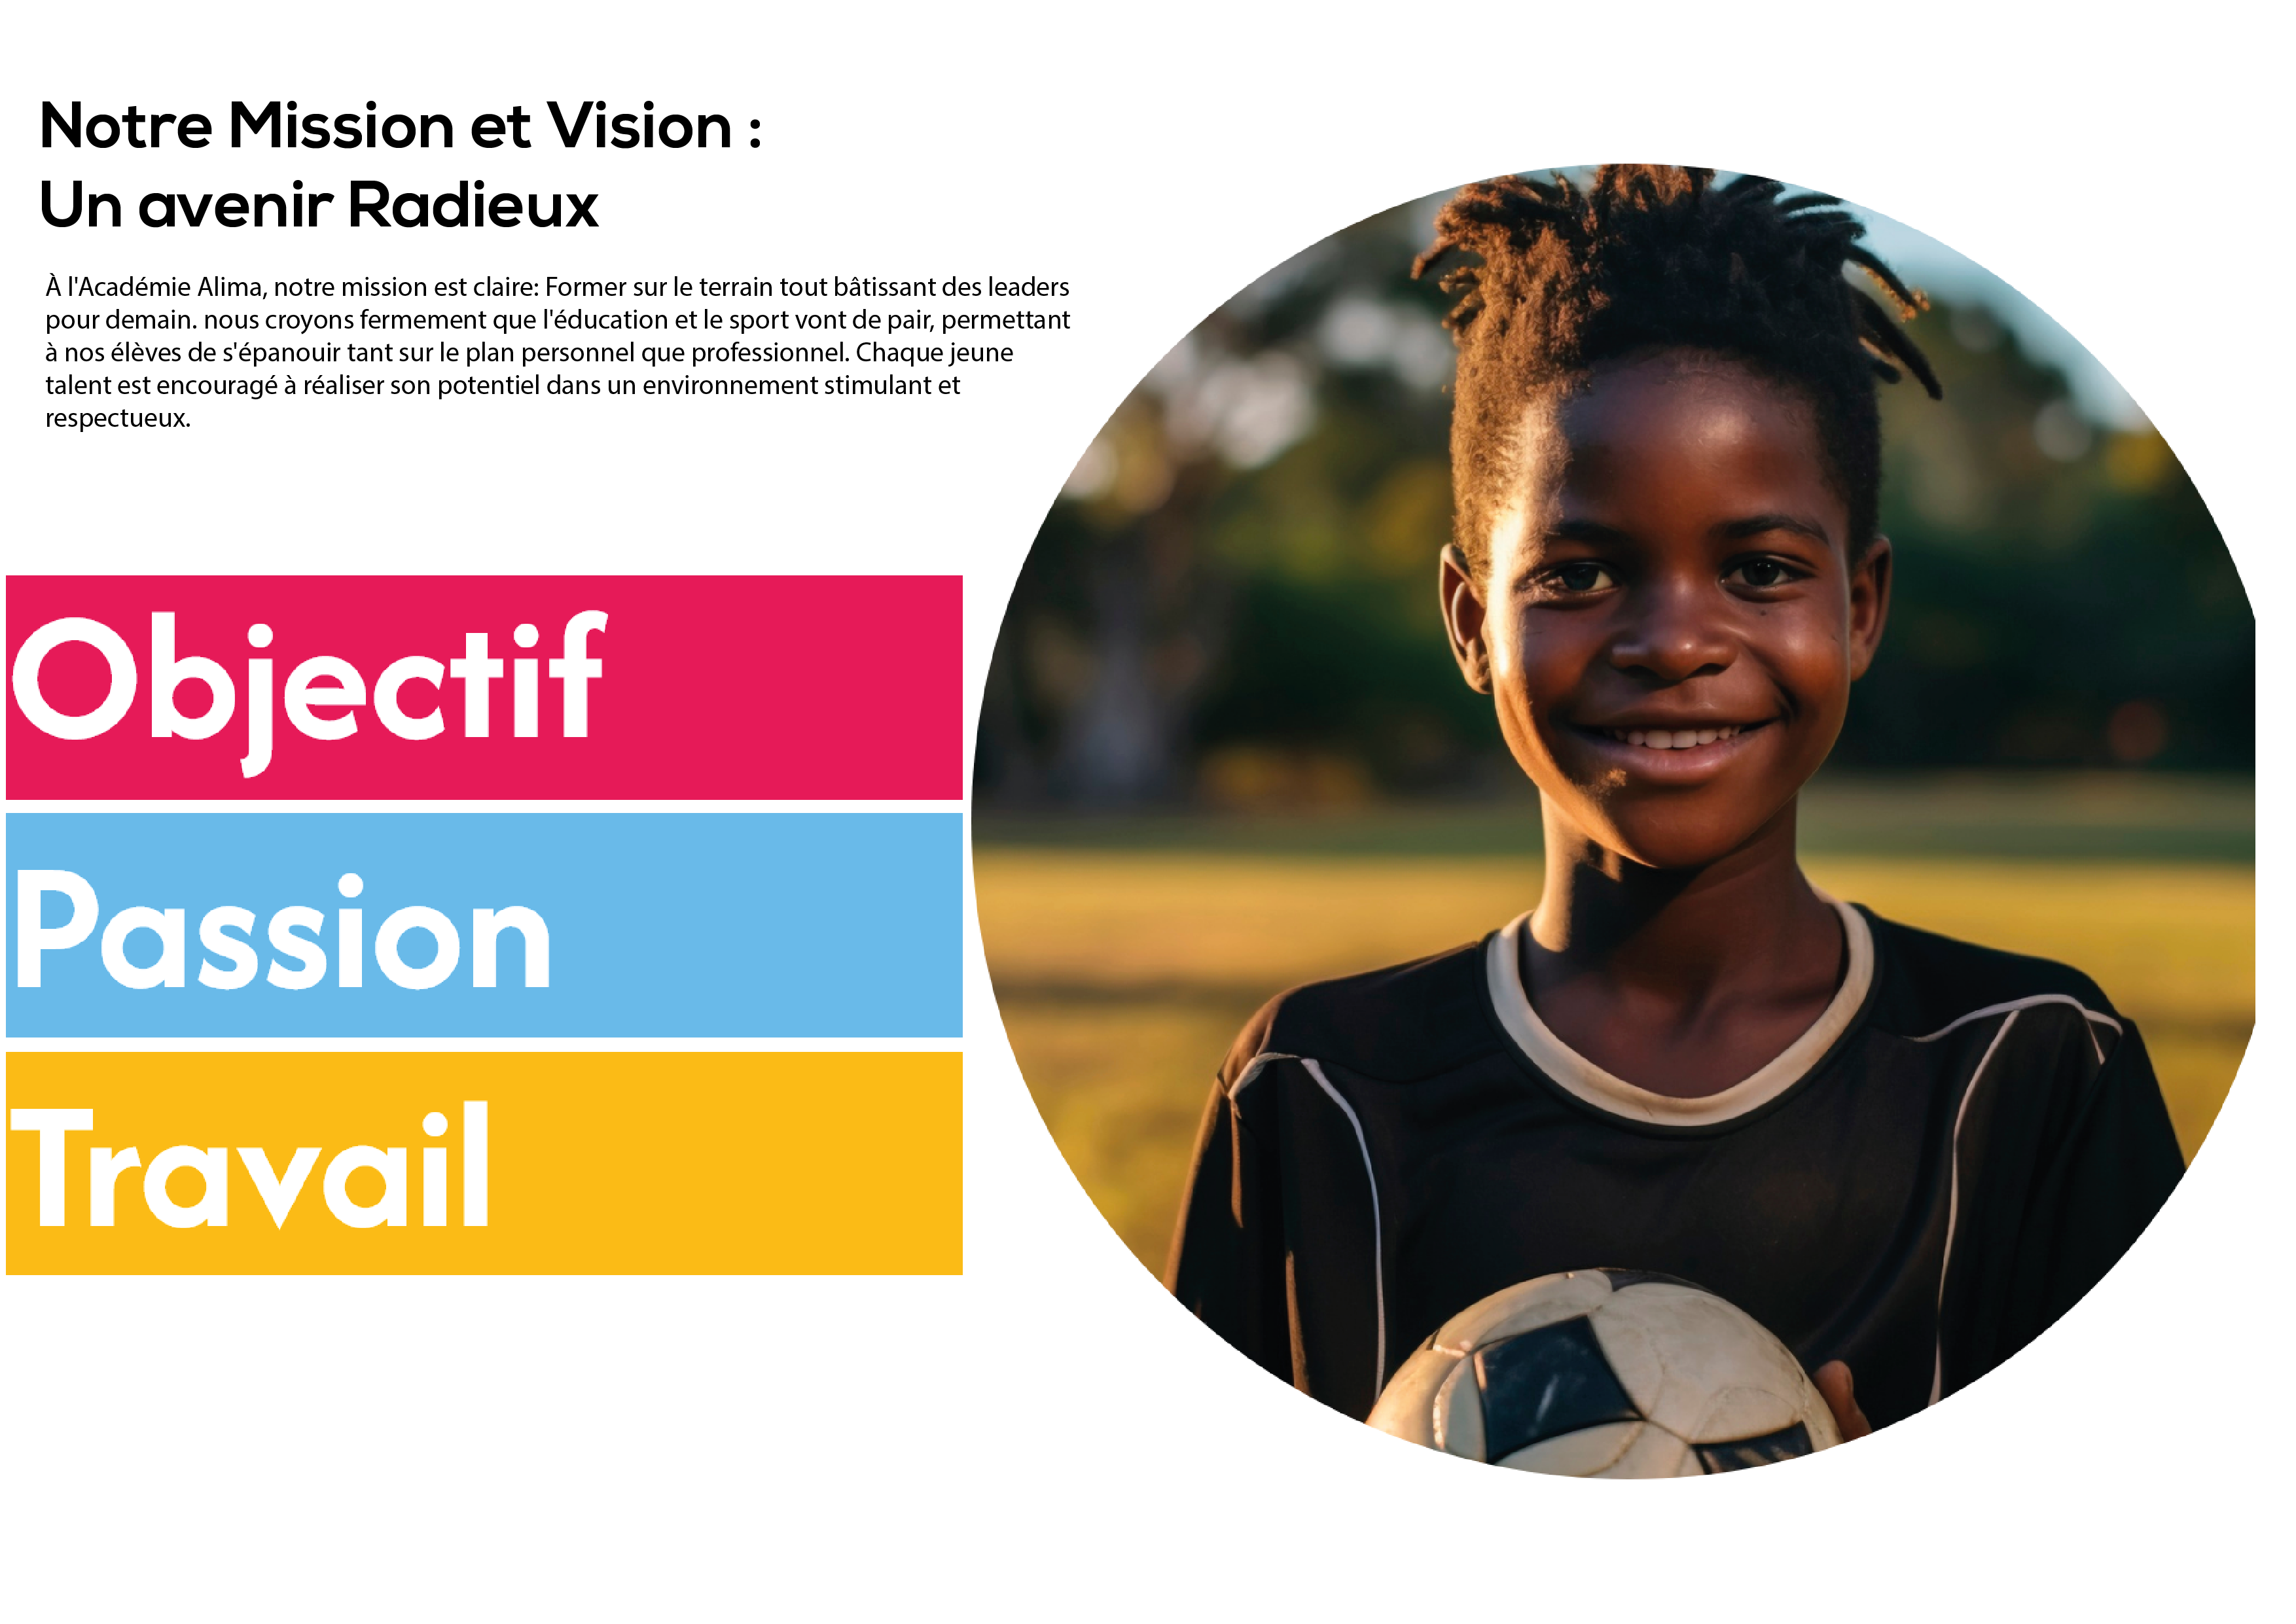 Notre Mission et Vision :
Un avenir Radieux
À l'Académie Alima, notre mission est claire: Former sur le terrain tout bâtissant des leaders
pour demain. nous croyons fermement que l'éducation et le sport vont de pair, permettant
à nos élèves de s'épanouir tant sur le plan personnel que professionnel. Chaque jeune
talent est encouragé à réaliser son potentiel dans un environnement stimulant et
respectueux.
Objectif
Passion
Travail